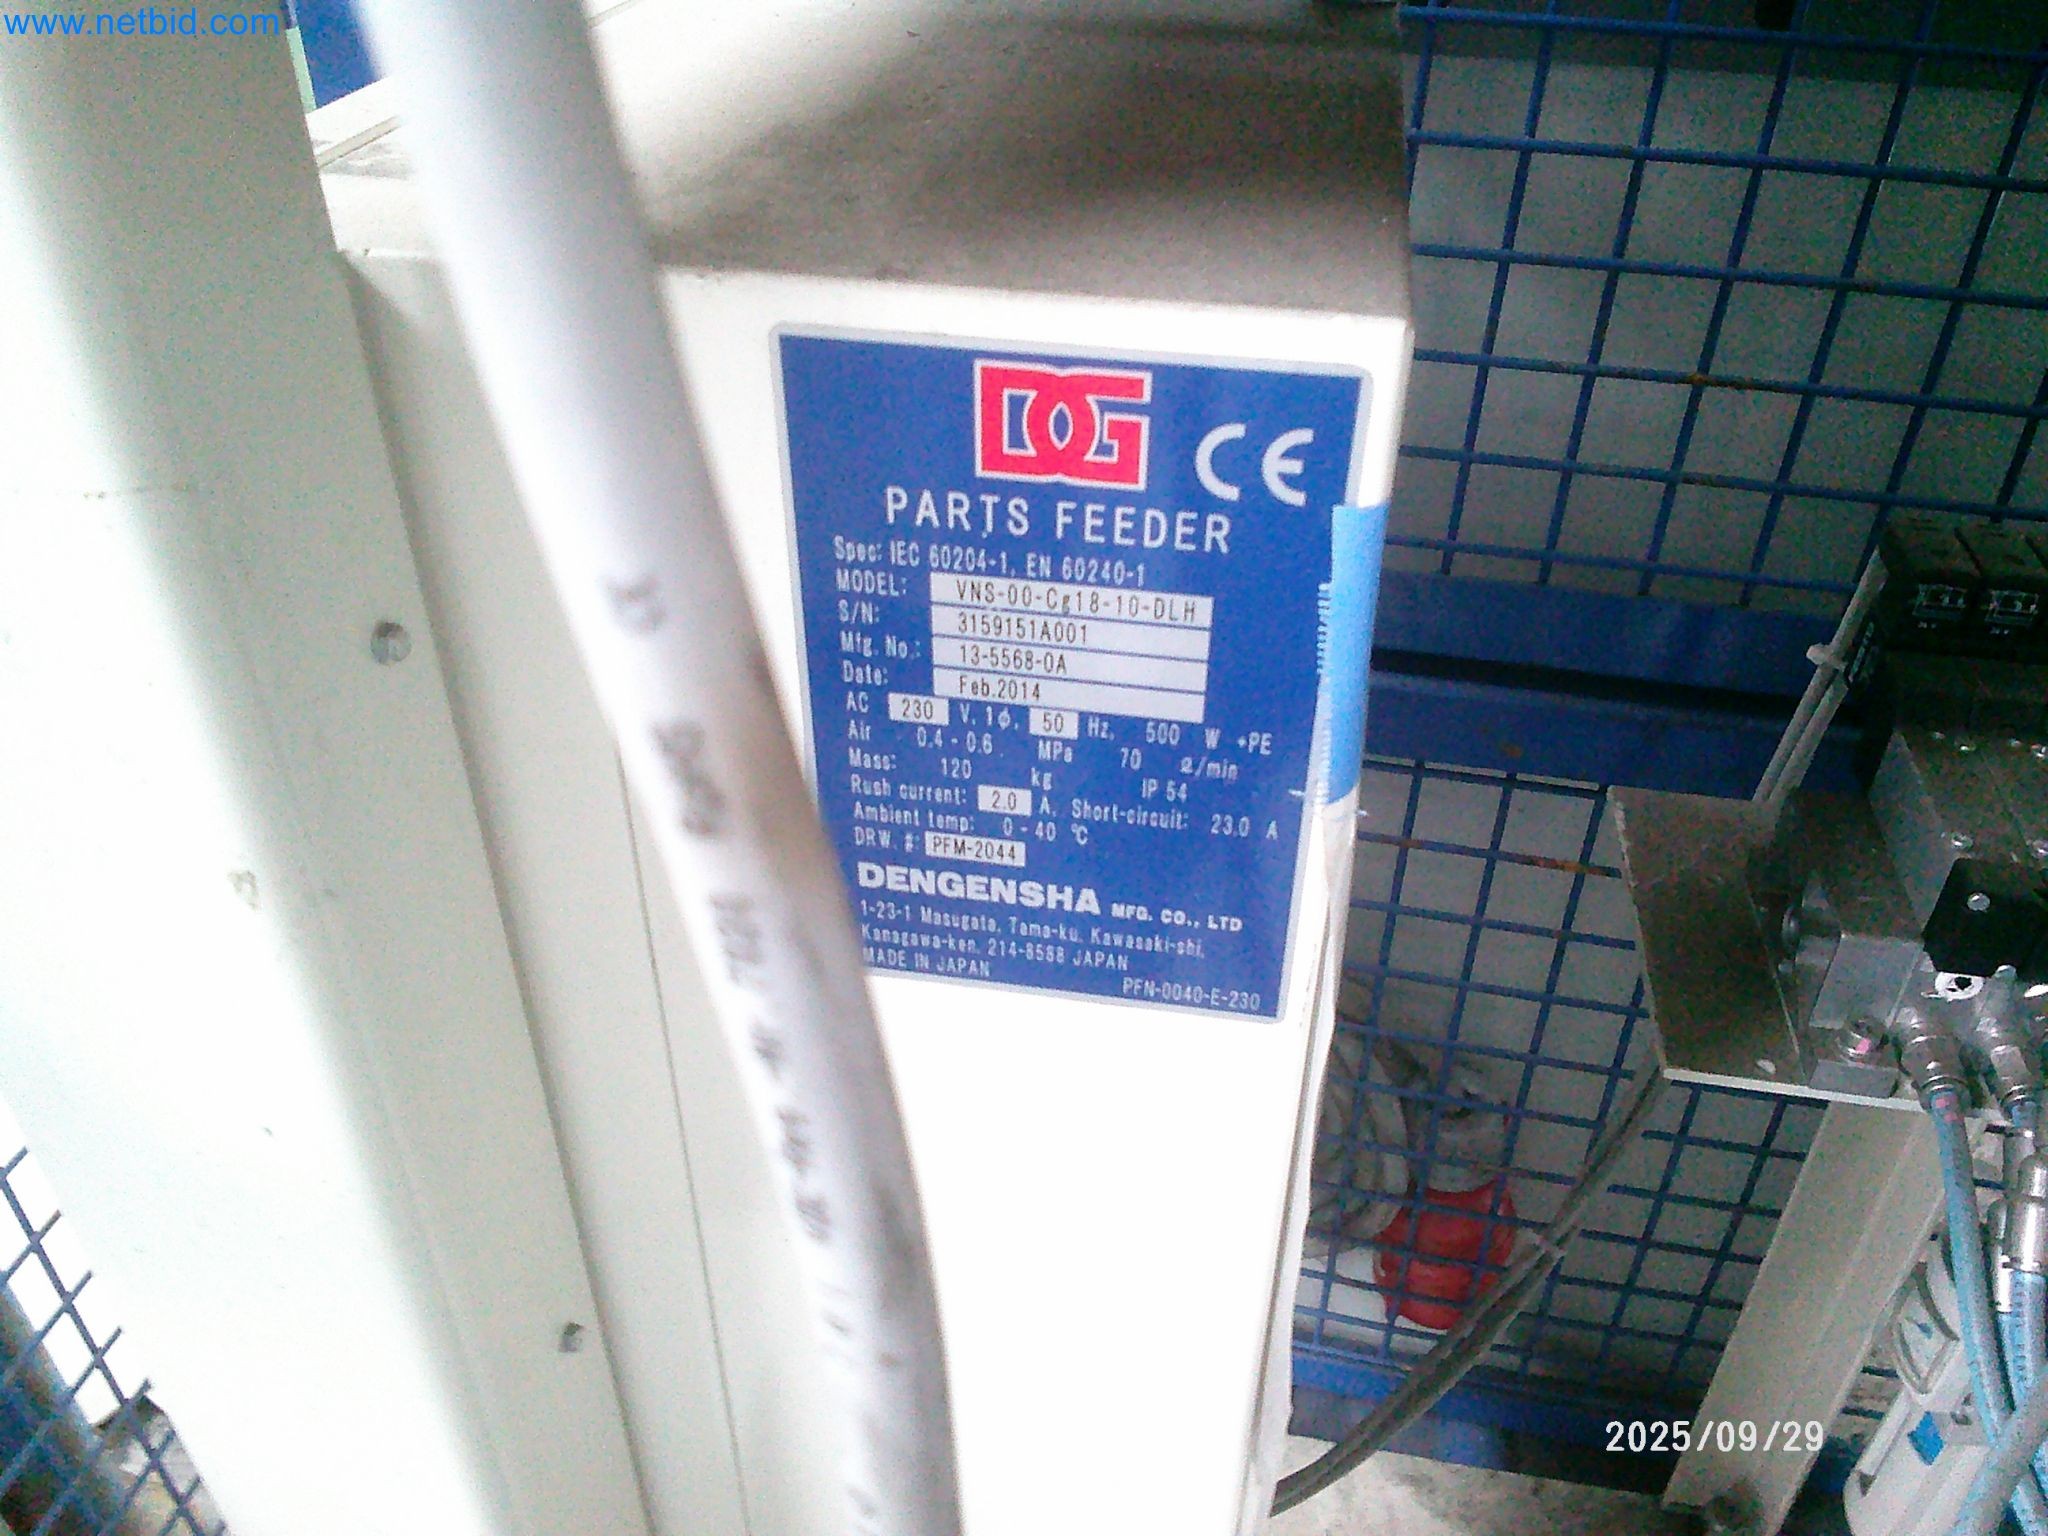 www.netbid.com
DG CE
PARTS FEEDER
Spec: IEC 60204-1, EN 60240-1
MODEL: VNS-00-Cg18-10-DLH
S/N: 3159151A001
Mfg. No.: 13-5568-0A
Date: Feb.2014
AC 230 V. 1φ. 50 Hz, 500 W +PE
Air 0.4 - 0.6 MPa 70 ℓ/min
Mass: 120 kg IP 54
Rush current: 2.0 A. Short-circuit: 23.0 A
Ambient temp: 0 - 40 ℃
DRW. #: PFM-2044
DENGENSHA MFG. CO., LTD
1-23-1 Masugata, Tama-ku, Kawasaki-shi,
Kanagawa-ken, 214-8588 JAPAN
MADE IN JAPAN
PFN-0040-E-230
2025/09/29